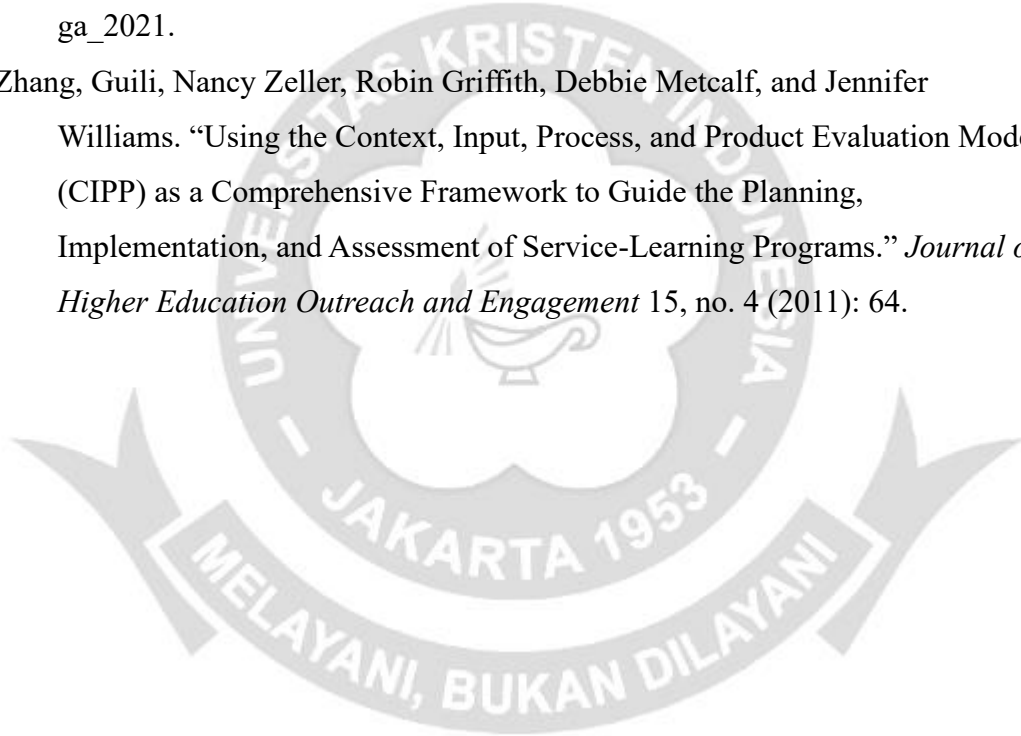 ga_2021.
Zhang, Guili, Nancy Zeller, Robin Griffith, Debbie Metcalf, and Jennifer
Williams. “Using the Context, Input, Process, and Product Evaluation
(CIPP) as a Comprehensive Framework to Guide the Planning,
Implementation, and Assessment of Service-Learning Programs.” Journal
Higher Education Outreach and Engagement 15, no. 4 (2011): 64.
UNIVERSITAS KRISTEN INDONESIA
JAKARTA 1953
MELAYANI, BUKAN DILAYANI